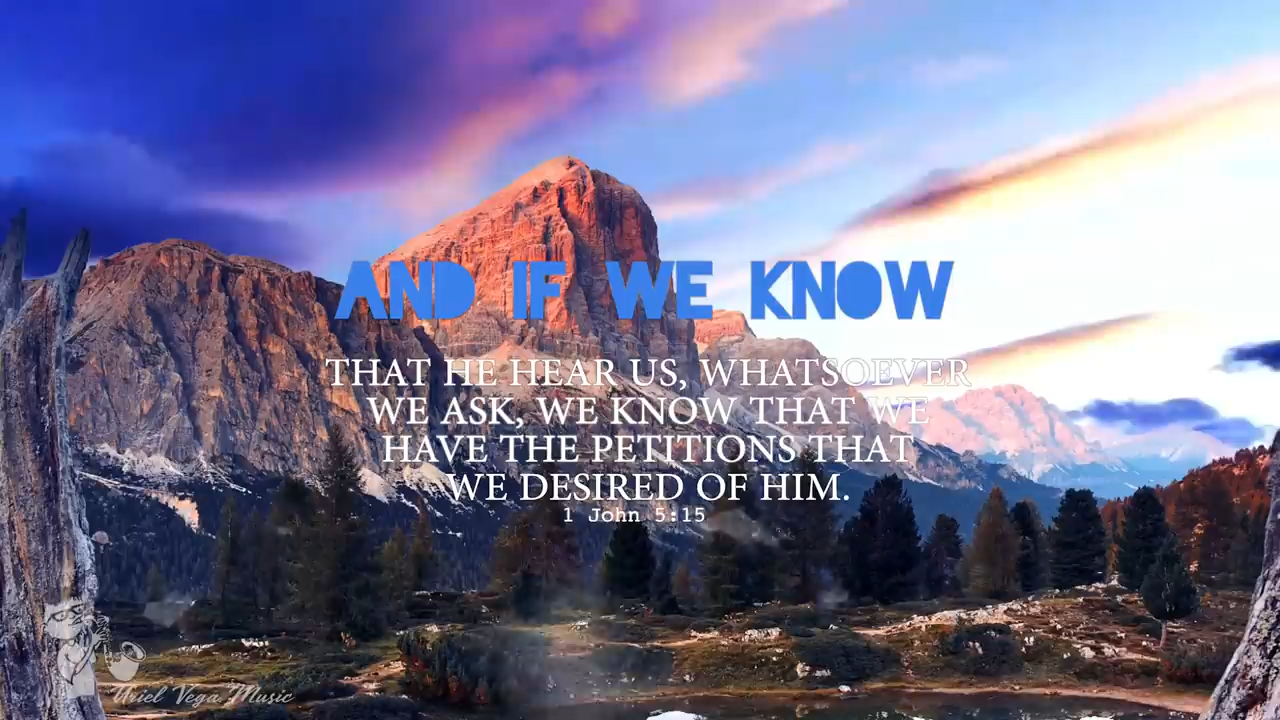 AND IF WE KNOW
THAT HE HEAR US, WHATSOEVER
WE ASK, WE KNOW THAT WE
HAVE THE PETITIONS THAT
WE DESIRED OF HIM.
1 John 5:15
Uriel Vega Music